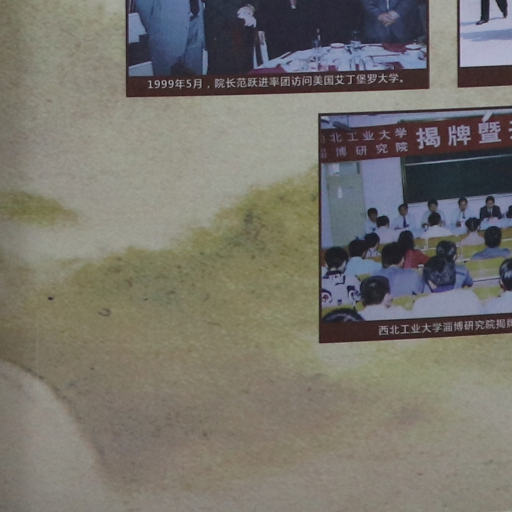 1999年5月，院长范跃进率团访问美国艾丁堡罗大学。
北工业大学
淄博研究院
揭牌暨
西北工业大学淄博研究院揭牌